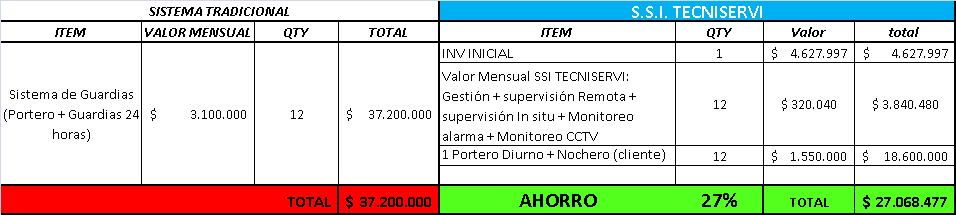 SISTEMA TRADICIONAL
S.S.I. TECNISERVI
ITEM VALOR MENSUAL QTY TOTAL
ITEM QTY Valor total
INV INICIAL 1 $ 4.627.997 $ 4.627.997
Sistema de Guardias
(Portero + Guardias 24
horas)
$ 3.100.000 12 $ 37.200.000
Valor Mensual SSI TECNISERVI:
Gestión + supervisión Remota +
supervisión In situ + Monitoreo
alarma + Monitoreo CCTV
12 $ 320.040 $ 3.840.480
1 Portero Diurno + Nochero (cliente) 12 $ 1.550.000 $ 18.600.000
TOTAL $ 37.200.000
AHORRO 27% TOTAL $ 27.068.477